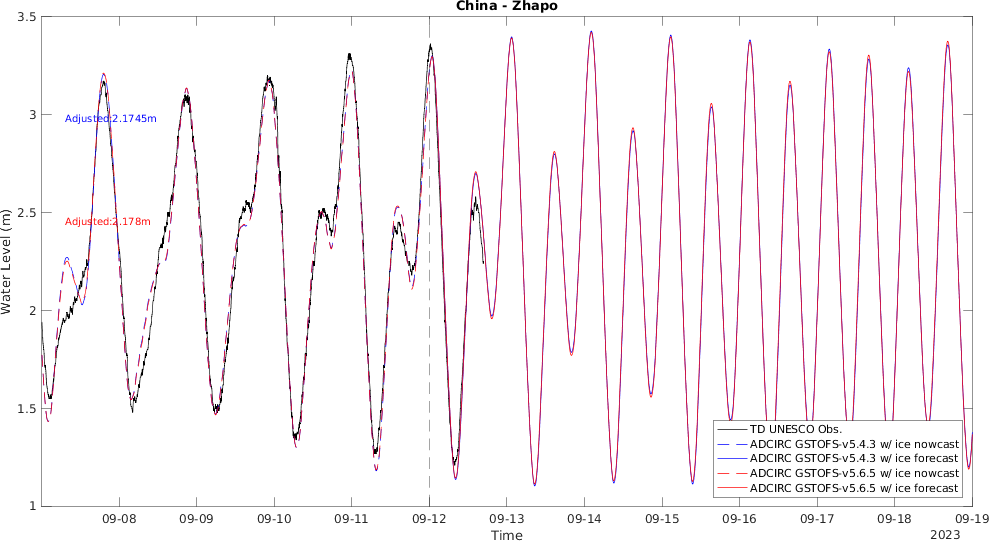 China - Zhapo
3.5
3
2.5
2
1.5
1
Water Level (m)
Adjusted:2.1745m
Adjusted:2.178m
TD UNESCO Obs.
ADCIRC GSTOFS-v5.4.3 w/ ice nowcast
ADCIRC GSTOFS-v5.4.3 w/ ice forecast
ADCIRC GSTOFS-v5.6.5 w/ ice nowcast
ADCIRC GSTOFS-v5.6.5 w/ ice forecast
09-08 09-09 09-10 09-11 09-12 09-13 09-14 09-15 09-16 09-17 09-18 09-19
Time
2023